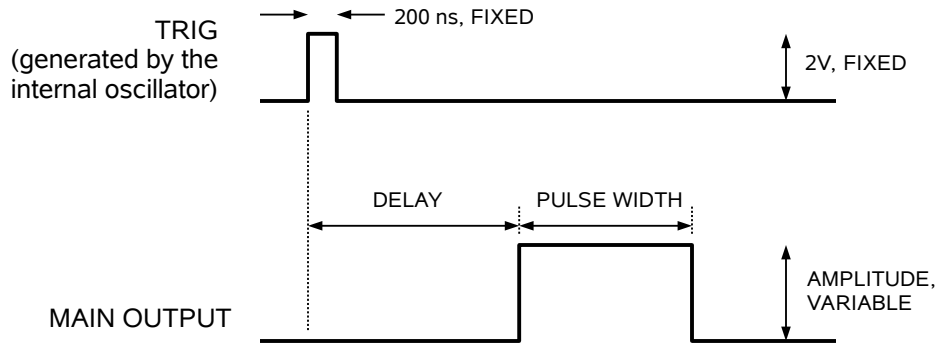 200 ns, FIXED
TRIG
(generated by the
internal oscillator)
2V, FIXED
DELAY
PULSE WIDTH
AMPLITUDE,
VARIABLE
MAIN OUTPUT